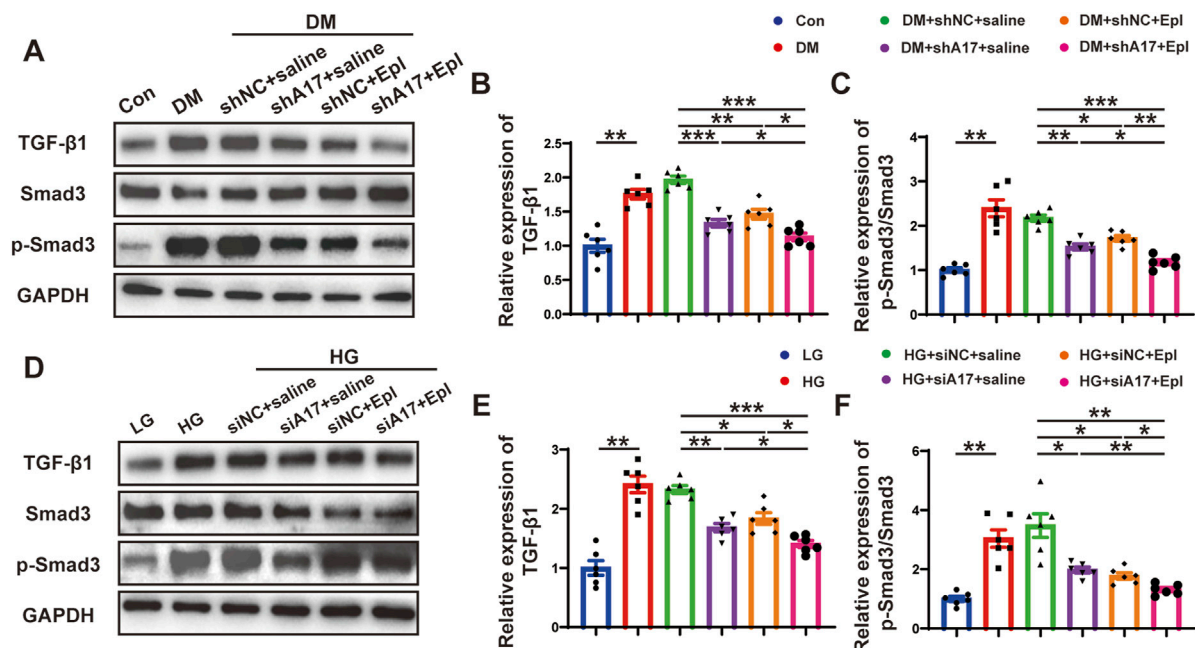 DM
A
Con
DM
shNC+saline
shA17+saline
shNC+Epl
shA17+Epl
TGF-β1
Smad3
p-Smad3
GAPDH
Con
DM+shNC+saline
DM+shNC+Epl
DM
DM+shA17+saline
DM+shA17+Epl
B
Relative expression of
TGF-β1
2.5
2.0
1.5
1.0
0.5
0.0
**
***
**
*
***
*
C
Relative expression of
p-Smad3/Smad3
4
3
2
1
0
**
***
*
**
**
*
HG
D
LG
HG
siNC+saline
siA17+saline
siNC+Epl
siA17+Epl
TGF-β1
Smad3
p-Smad3
GAPDH
LG
HG+siNC+saline
HG+siNC+Epl
HG
HG+siA17+saline
HG+siA17+Epl
E
Relative expression of
TGF-β1
3
2
1
0
**
***
*
*
**
*
F
Relative expression of
p-Smad3/Smad3
6
4
2
0
**
**
*
*
*
**